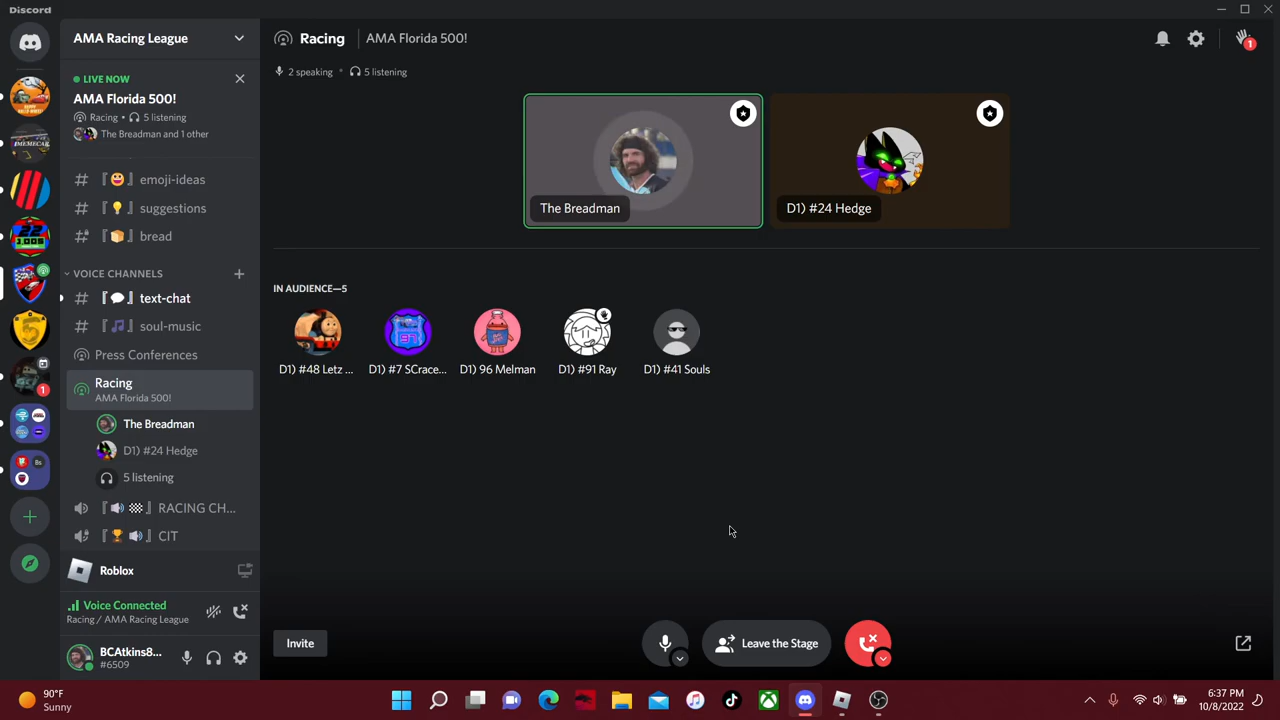 Discord
AMA Racing League
LIVE NOW
AMA Florida 500!
Racing • 5 listening
The Breadman and 1 other
# 『😃』 emoji-ideas
# 『💡』 suggestions
# 『🍞』 bread
VOICE CHANNELS
# 『💬』 text-chat
# 『🎵』 soul-music
Press Conferences
Racing
AMA Florida 500!
The Breadman
D1) #24 Hedge
5 listening
『🔊🏁』 RACING CH...
『🏆🔊』 CIT
Roblox
Voice Connected
Racing / AMA Racing League
BCAtkins8...
#6509
Racing
AMA Florida 500!
1
2 speaking • 5 listening
The Breadman
D1) #24 Hedge
IN AUDIENCE—5
D1) #48 Letz ...
D1) #7 SCrace...
D1) 96 Melman
D1) #91 Ray
D1) #41 Souls
Invite
Leave the Stage
1
90°F
Sunny
6:37 PM
10/8/2022